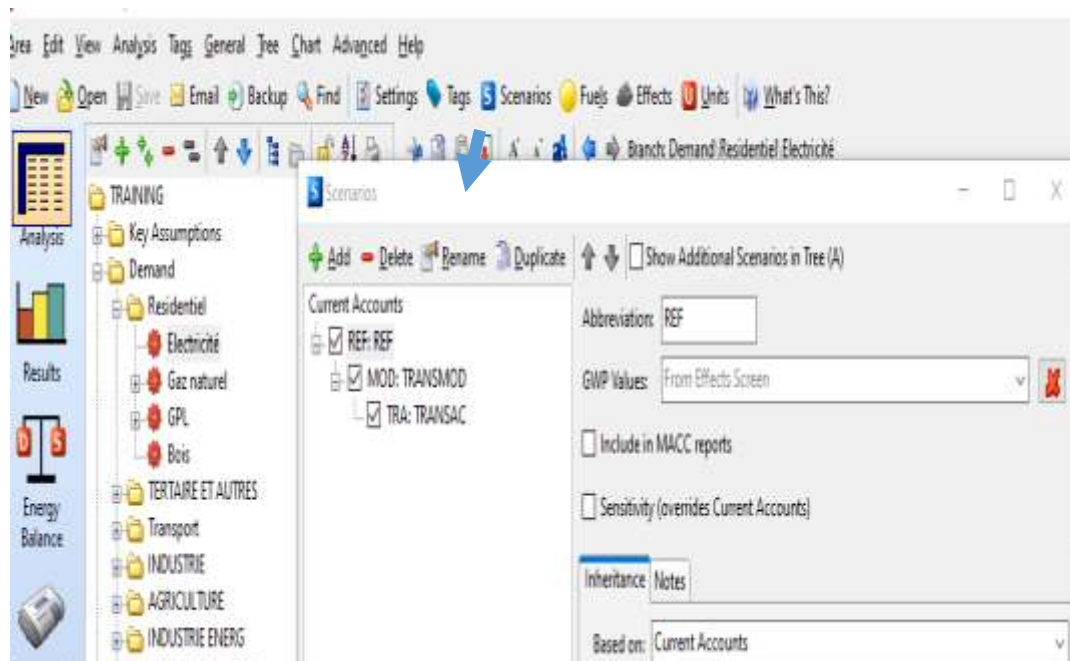 Area Edit View Analysis Tags General Tree Chart Advanced Help
New Open Save Email Backup Find Settings Tags Scenarios Fuels Effects Units What's This?
Branch: Demand\Residentiel\Electricité
Analysis
Results
Energy
Balance
TRAINING
Key Assumptions
Demand
Residentiel
Electricité
Gaz naturel
GPL
Bois
TERTAIRE ET AUTRES
Transport
INDUSTRIE
AGRICULTURE
INDUSTRIE ENERG
Scenarios
Add Delete Rename Duplicate Show Additional Scenarios in Tree (A)
Current Accounts
REF: REF
MOD: TRANSMOD
TRA: TRANSAC
Abbreviation: REF
GWP Values: From Effects Screen
Include in MACC reports
Sensitivity (overrides Current Accounts)
Inheritance Notes
Based on: Current Accounts